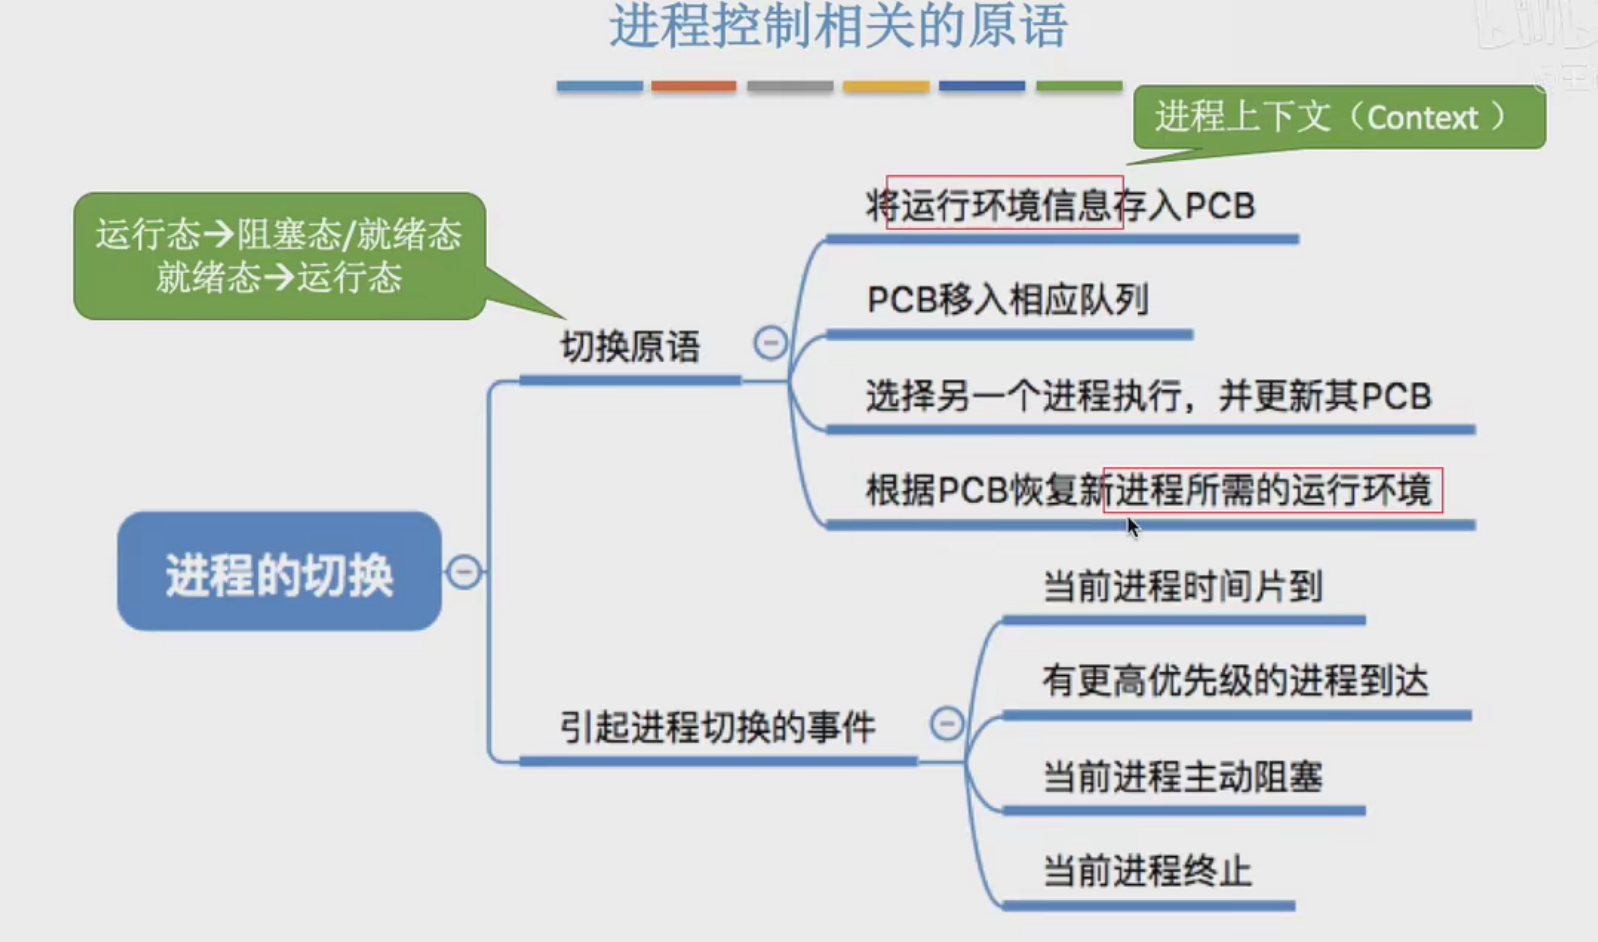 进程控制相关的原语
进程上下文（Context ）
运行态→阻塞态/就绪态
就绪态→运行态
将运行环境信息存入PCB
PCB移入相应队列
切换原语
选择另一个进程执行，并更新其PCB
根据PCB恢复新进程所需的运行环境
进程的切换
当前进程时间片到
有更高优先级的进程到达
引起进程切换的事件
当前进程主动阻塞
当前进程终止